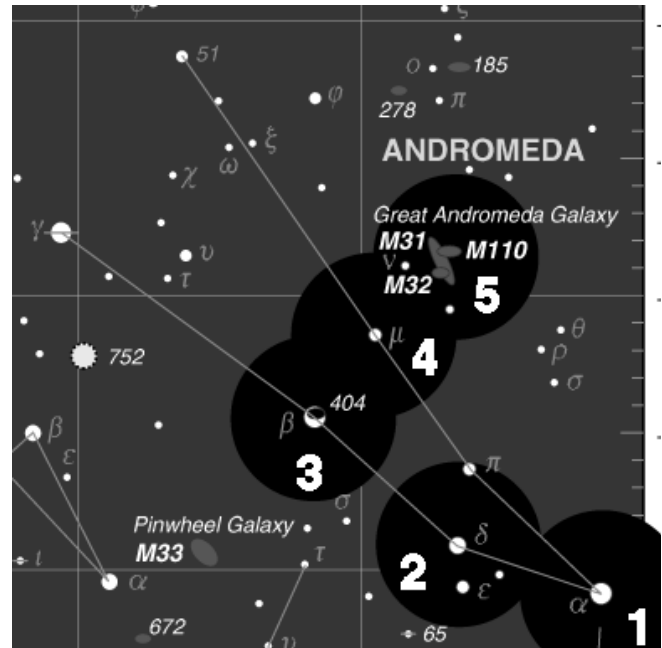 φ
ζ
51
ο
185
φ
278
π
ξ
ω
ANDROMEDA
χ
Great Andromeda Galaxy
γ
M31
M110
υ
ν
M32
5
τ
θ
μ
4
ρ
752
σ
404
β
β
3
π
ε
σ
Pinwheel Galaxy
δ
M33
τ
2
ι
α
ε
α
1
672
65
υ